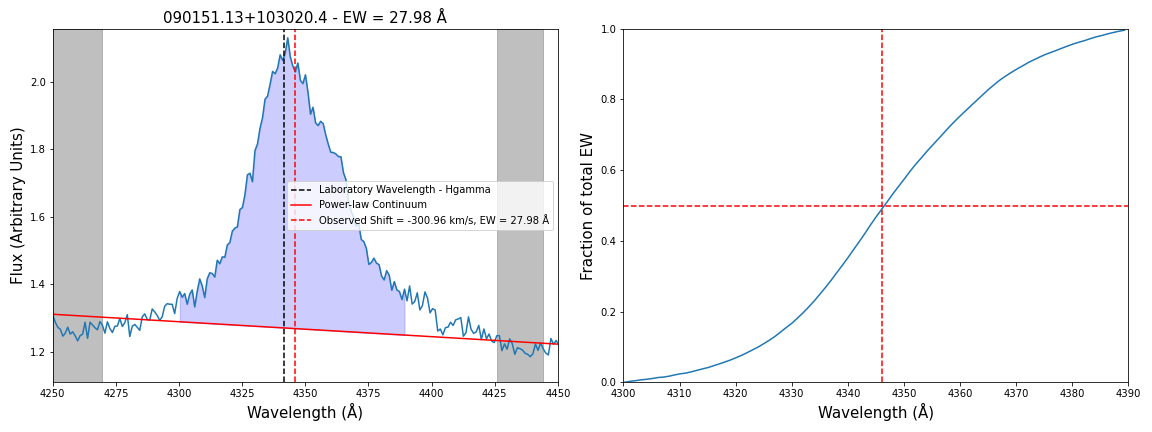 090151.13+103020.4 - EW = 27.98 Å
Flux (Arbitrary Units)
2.0
1.8
1.6
1.4
1.2
Laboratory Wavelength - Hgamma
Power-law Continuum
Observed Shift = -300.96 km/s, EW = 27.98 Å
4250 4275 4300 4325 4350 4375 4400 4425 4450
Wavelength (Å)
Fraction of total EW
1.0
0.8
0.6
0.4
0.2
0.0
4300 4310 4320 4330 4340 4350 4360 4370 4380 4390
Wavelength (Å)